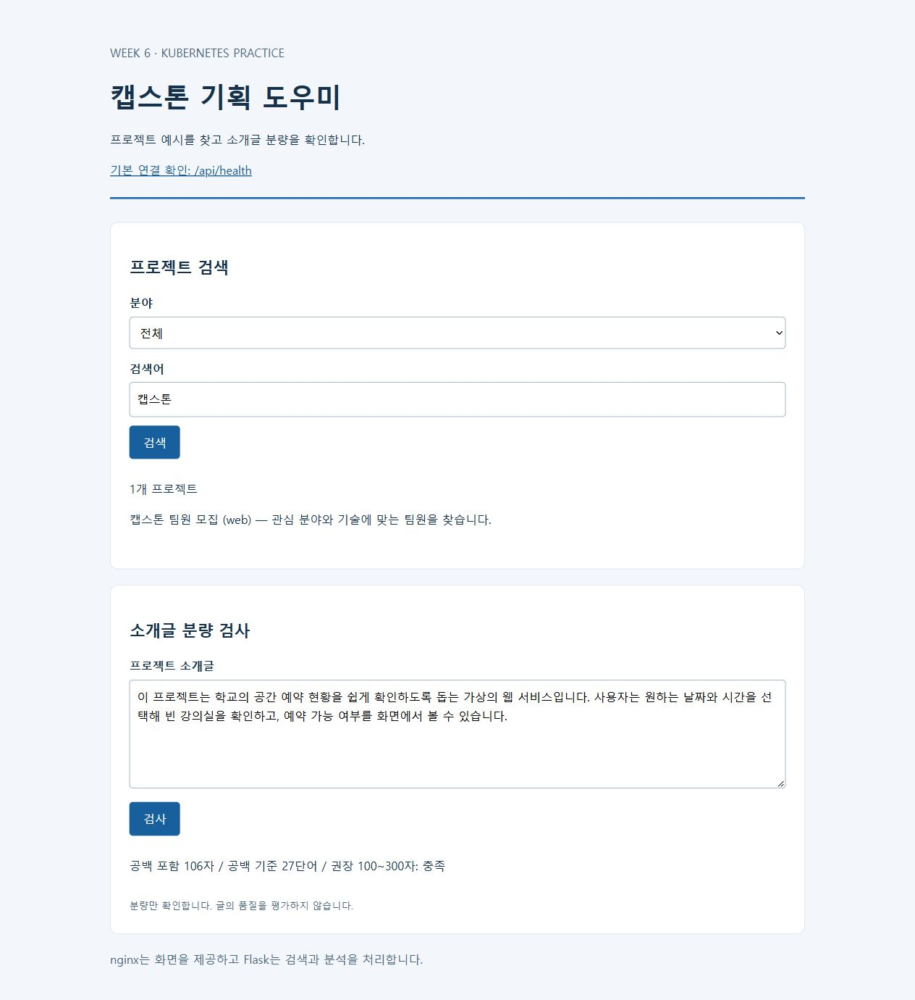 WEEK 6 · KUBERNETES PRACTICE
캡스톤 기획 도우미
프로젝트 예시를 찾고 소개글 분량을 확인합니다.
기본 연결 확인: /api/health
프로젝트 검색
분야
전체
검색어
캡스톤
검색
1개 프로젝트
캡스톤 팀원 모집 (web) — 관심 분야와 기술에 맞는 팀원을 찾습니다.
소개글 분량 검사
프로젝트 소개글
이 프로젝트는 학교의 공간 예약 현황을 쉽게 확인하도록 돕는 가상의 웹 서비스입니다. 사용자는 원하는 날짜와 시간을 선
택해 빈 강의실을 확인하고, 예약 가능 여부를 화면에서 볼 수 있습니다.
검사
공백 포함 106자 / 공백 기준 27단어 / 권장 100~300자: 충족
분량만 확인합니다. 글의 품질을 평가하지 않습니다.
nginx는 화면을 제공하고 Flask는 검색과 분석을 처리합니다.